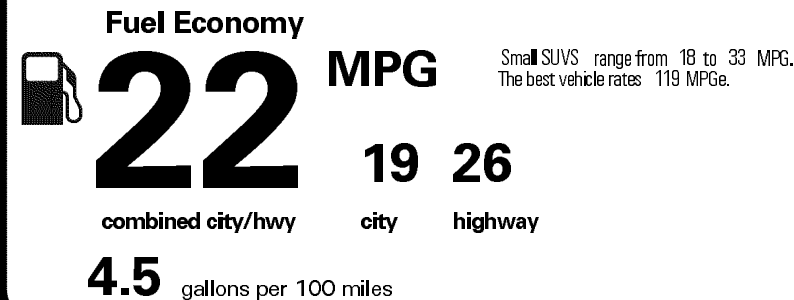 Fuel Economy
22 MPG
Small SUVS range from 18 to 33 MPG.
The best vehicle rates 119 MPGe.
19 26
combined city/hwy city highway
4.5 gallons per 100 miles